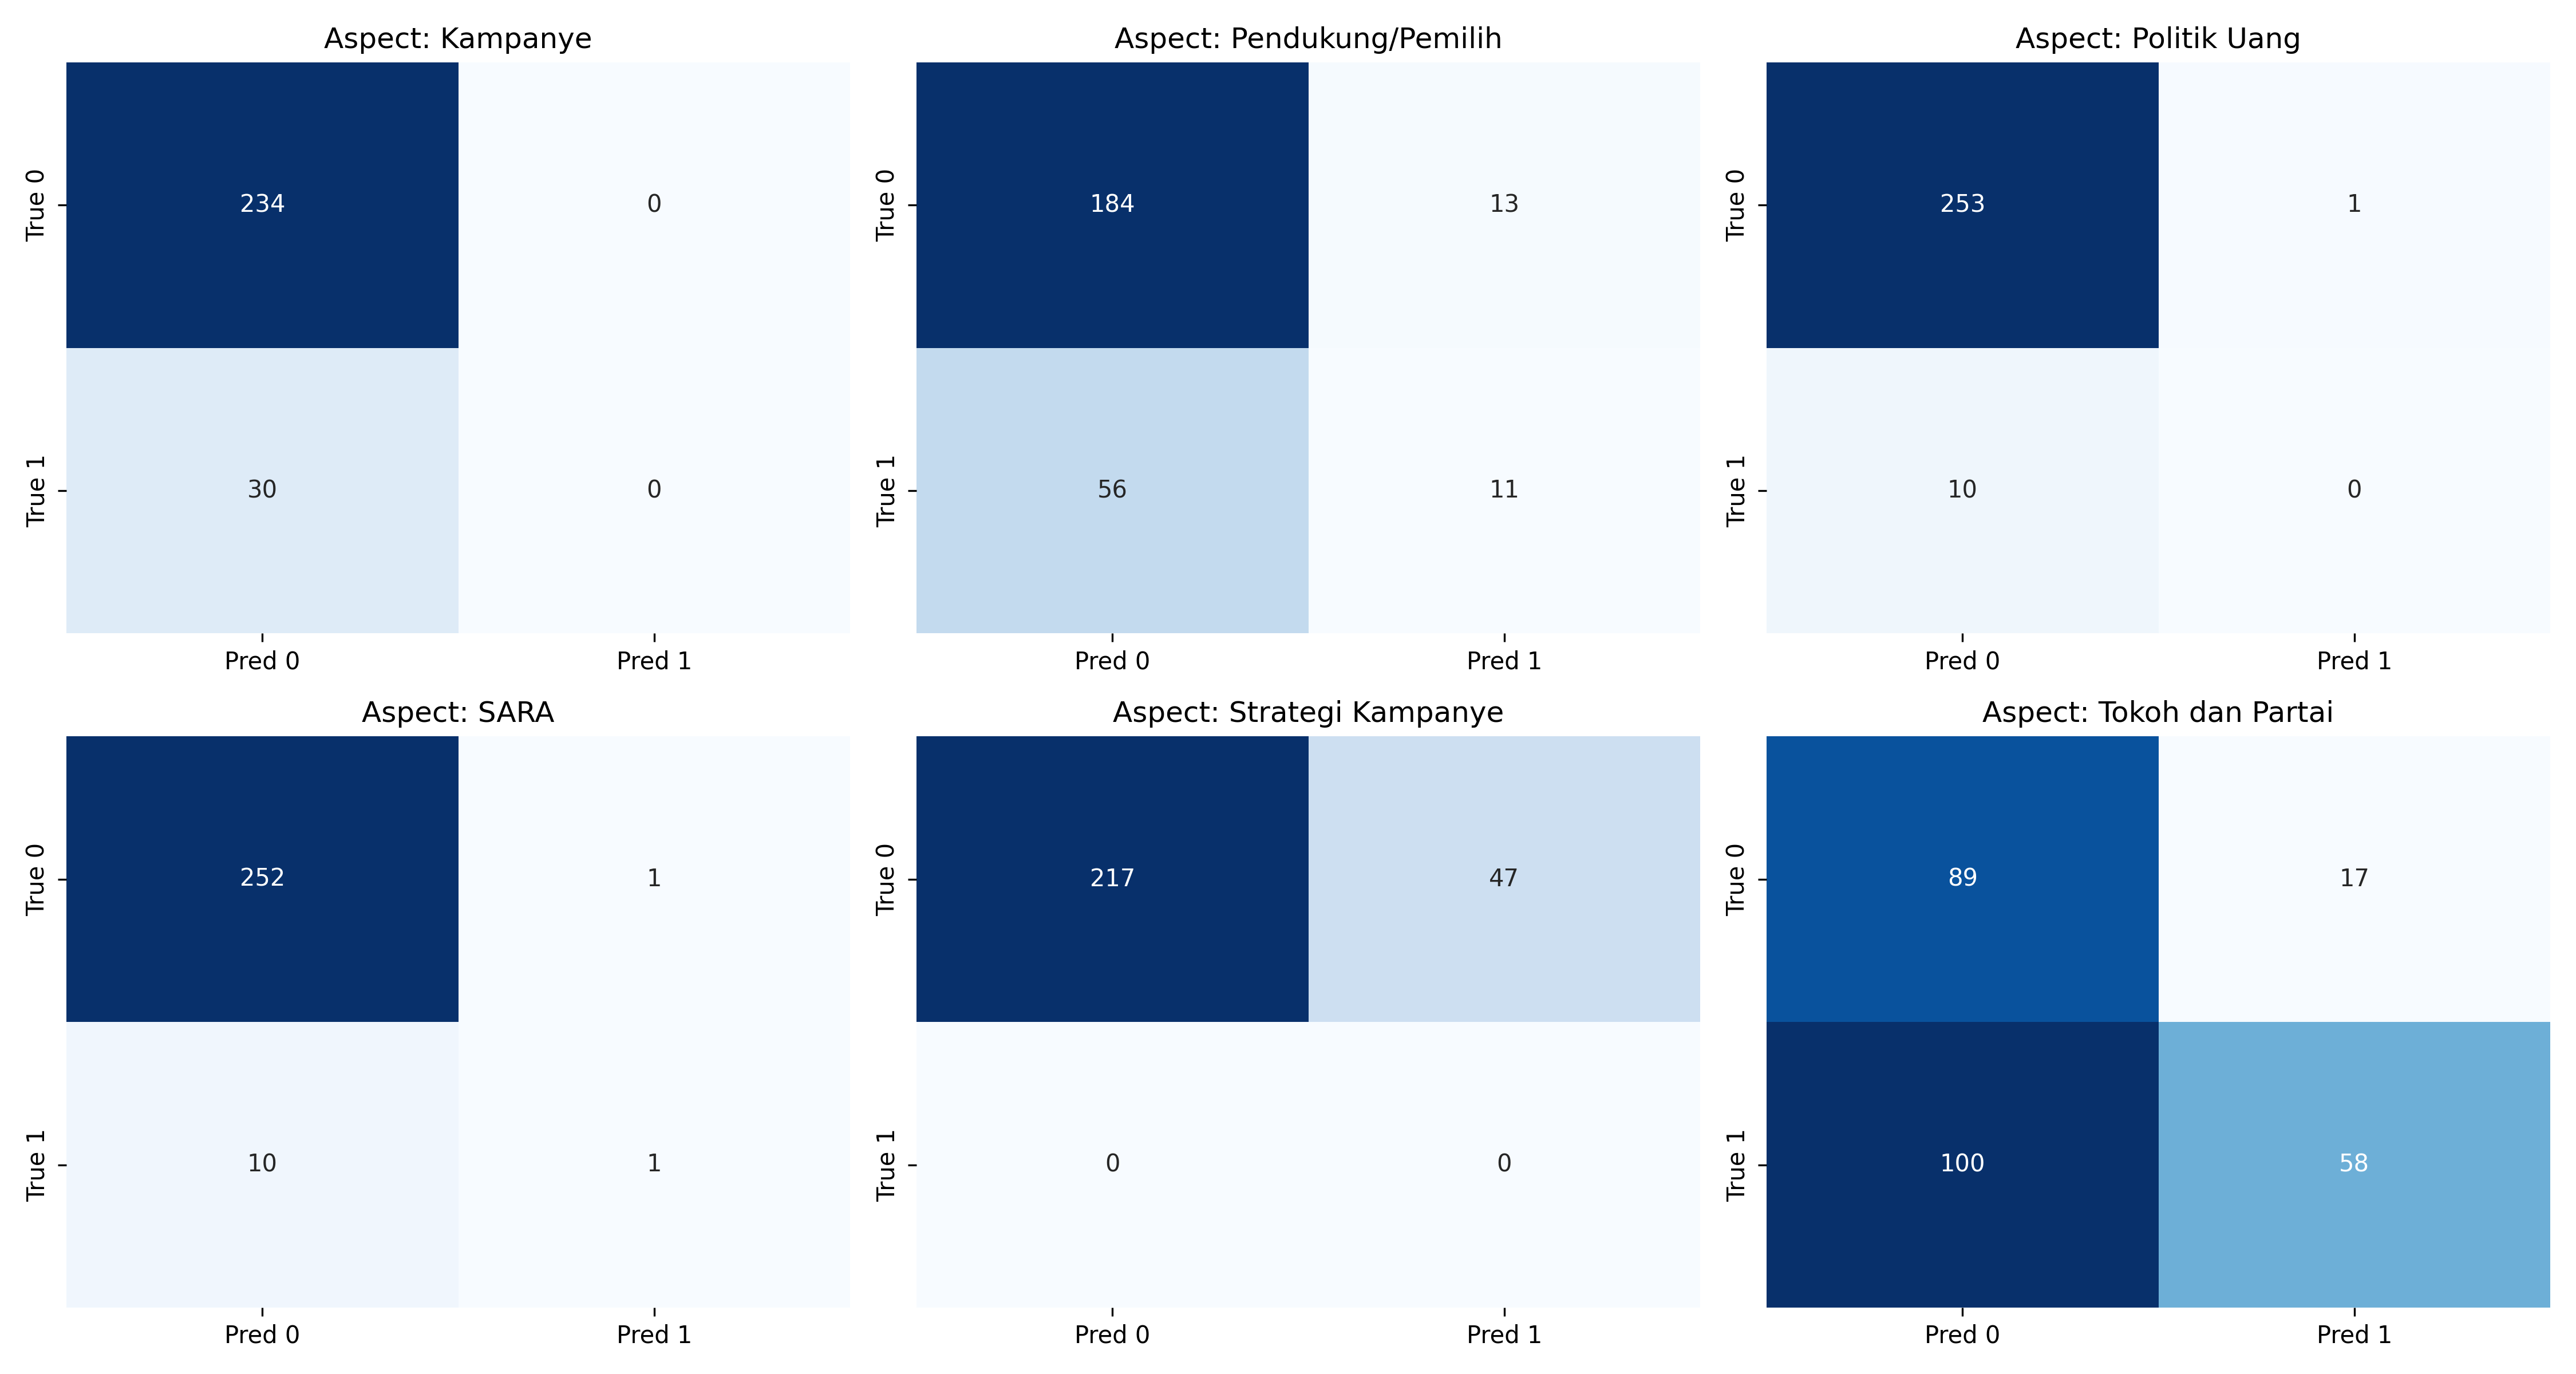 Aspect: Kampanye
True 0
234
0
True 1
30
0
Pred 0
Pred 1
Aspect: Pendukung/Pemilih
True 0
184
13
True 1
56
11
Pred 0
Pred 1
Aspect: Politik Uang
True 0
253
1
True 1
10
0
Pred 0
Pred 1
Aspect: SARA
True 0
252
1
True 1
10
1
Pred 0
Pred 1
Aspect: Strategi Kampanye
True 0
217
47
True 1
0
0
Pred 0
Pred 1
Aspect: Tokoh dan Partai
True 0
89
17
True 1
100
58
Pred 0
Pred 1